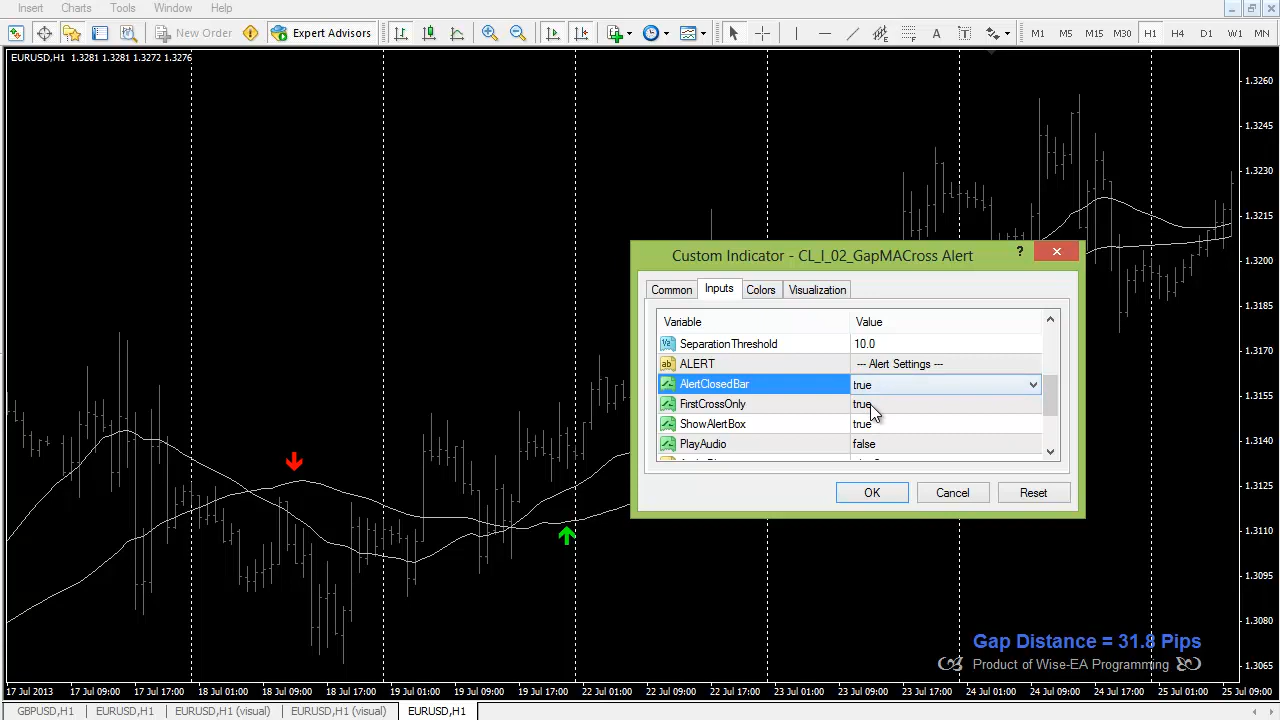 Insert Charts Tools Window Help
New Order Expert Advisors A T M1 M5 M15 M30 H1 H4 D1 W1 MN
EURUSD,H1 1.3281 1.3281 1.3272 1.3276
1.3260
1.3245
1.3230
1.3215
1.3200
1.3185
1.3170
1.3155
1.3140
1.3125
1.3110
1.3095
1.3080
1.3065
Custom Indicator - CL_I_02_GapMACross Alert ?
Common Inputs Colors Visualization
Variable Value
SeparationThreshold 10.0
ab ALERT --- Alert Settings ---
AlertClosedBar true
FirstCrossOnly true
ShowAlertBox true
PlayAudio false
OK Cancel Reset
Gap Distance = 31.8 Pips
Product of Wise-EA Programming
17 Jul 2013 17 Jul 09:00 17 Jul 17:00 18 Jul 01:00 18 Jul 09:00 18 Jul 17:00 19 Jul 01:00 19 Jul 09:00 19 Jul 17:00 22 Jul 01:00 22 Jul 09:00 22 Jul 17:00 23 Jul 01:00 23 Jul 09:00 23 Jul 17:00 24 Jul 01:00 24 Jul 09:00 24 Jul 17:00 25 Jul 01:00 25 Jul 09:00
GBPUSD,H1 EURUSD,H1 EURUSD,H1 (visual) EURUSD,H1 (visual) EURUSD,H1